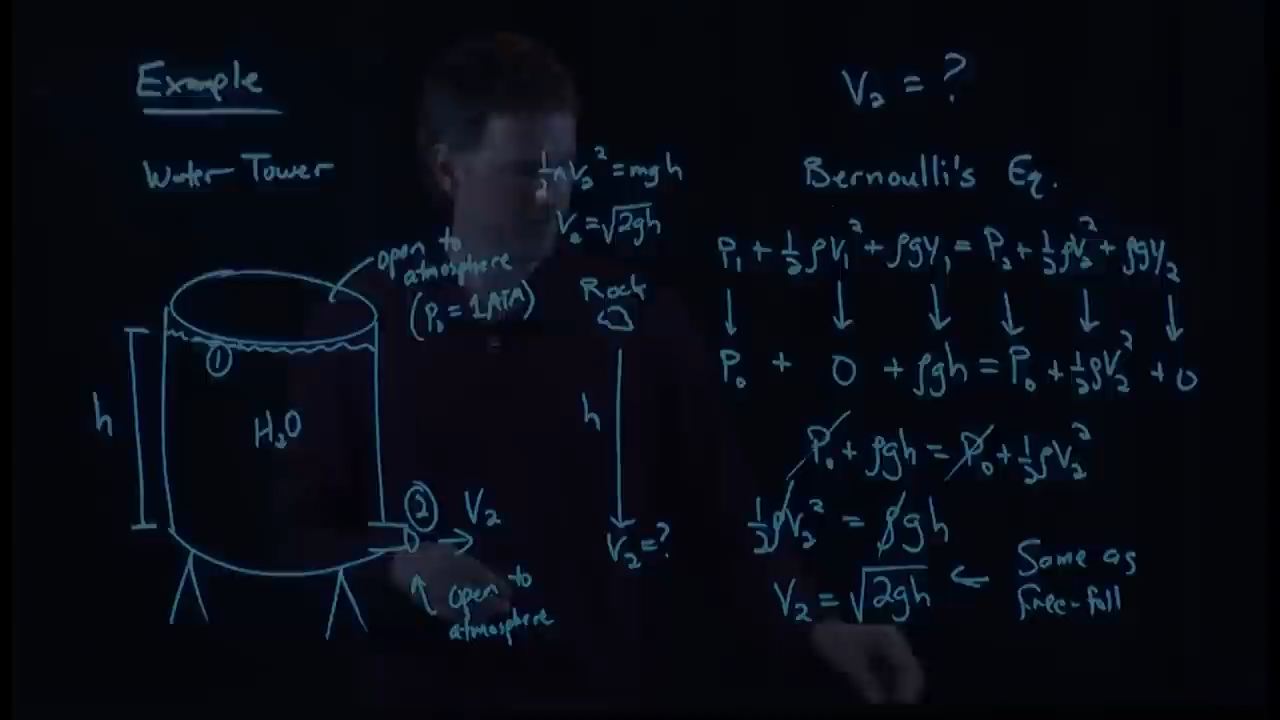 Example
Water Tower
open to
atmosphere
(P₀ = 1 ATA)
①
h
H₂O
②
V₂
open to
atmosphere
½mV₂² = mgh
V₂ = √2gh
Rock
h
V₂ = ?
V₂ = ?
Bernoulli's Eq.
P₁ + ½ρV₁² + ρgy₁ = P₂ + ½ρV₂² + ρgy₂
↓ ↓ ↓ ↓ ↓ ↓
P₀ + 0 + ρgh = P₀ + ½ρV₂² + 0
P₀ + ρgh = P₀ + ½ρV₂²
½ρV₂² = ρgh
V₂ = √2gh ←
Same as
free-fall